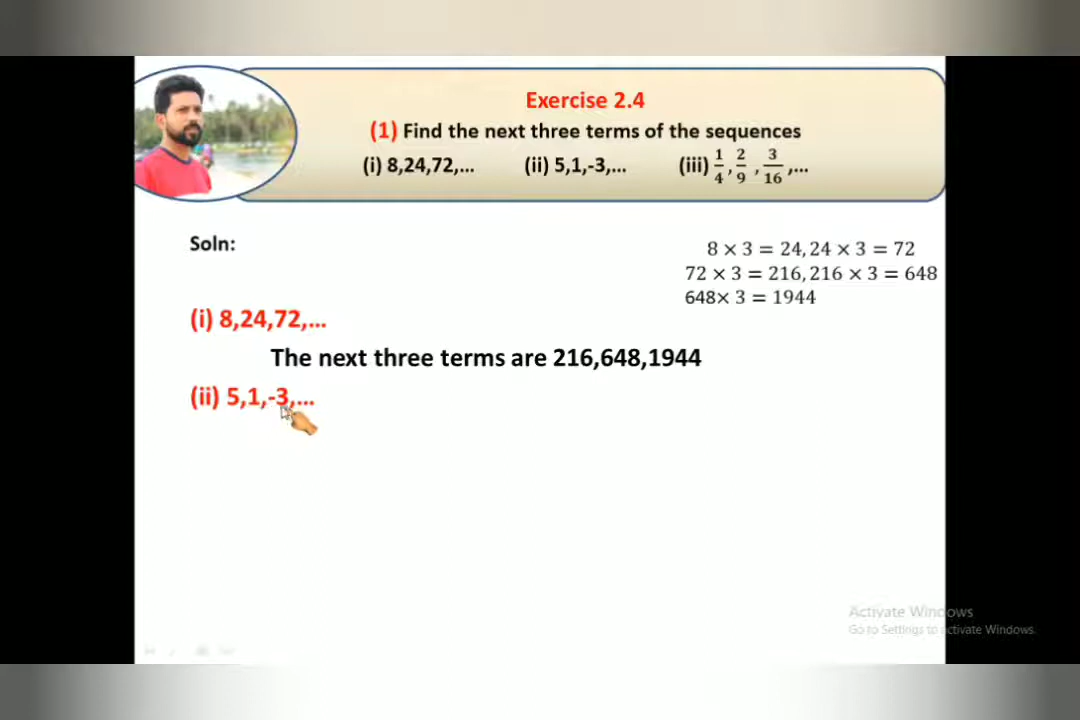 Exercise 2.4
(1) Find the next three terms of the sequences
(i) 8,24,72,... (ii) 5,1,-3,... (iii) 1/4, 2/9, 3/16,...
Soln:
8 × 3 = 24, 24 × 3 = 72
72 × 3 = 216, 216 × 3 = 648
648× 3 = 1944
(i) 8,24,72,...
The next three terms are 216,648,1944
(ii) 5,1,-3,...
Activate Windows
Go to Settings to activate Windows.